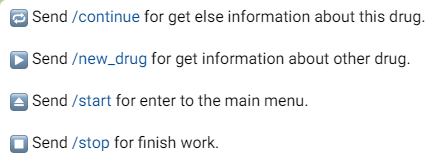 Send /continue for get else information about this drug.
Send /new_drug for get information about other drug.
Send /start for enter to the main menu.
Send /stop for finish work.